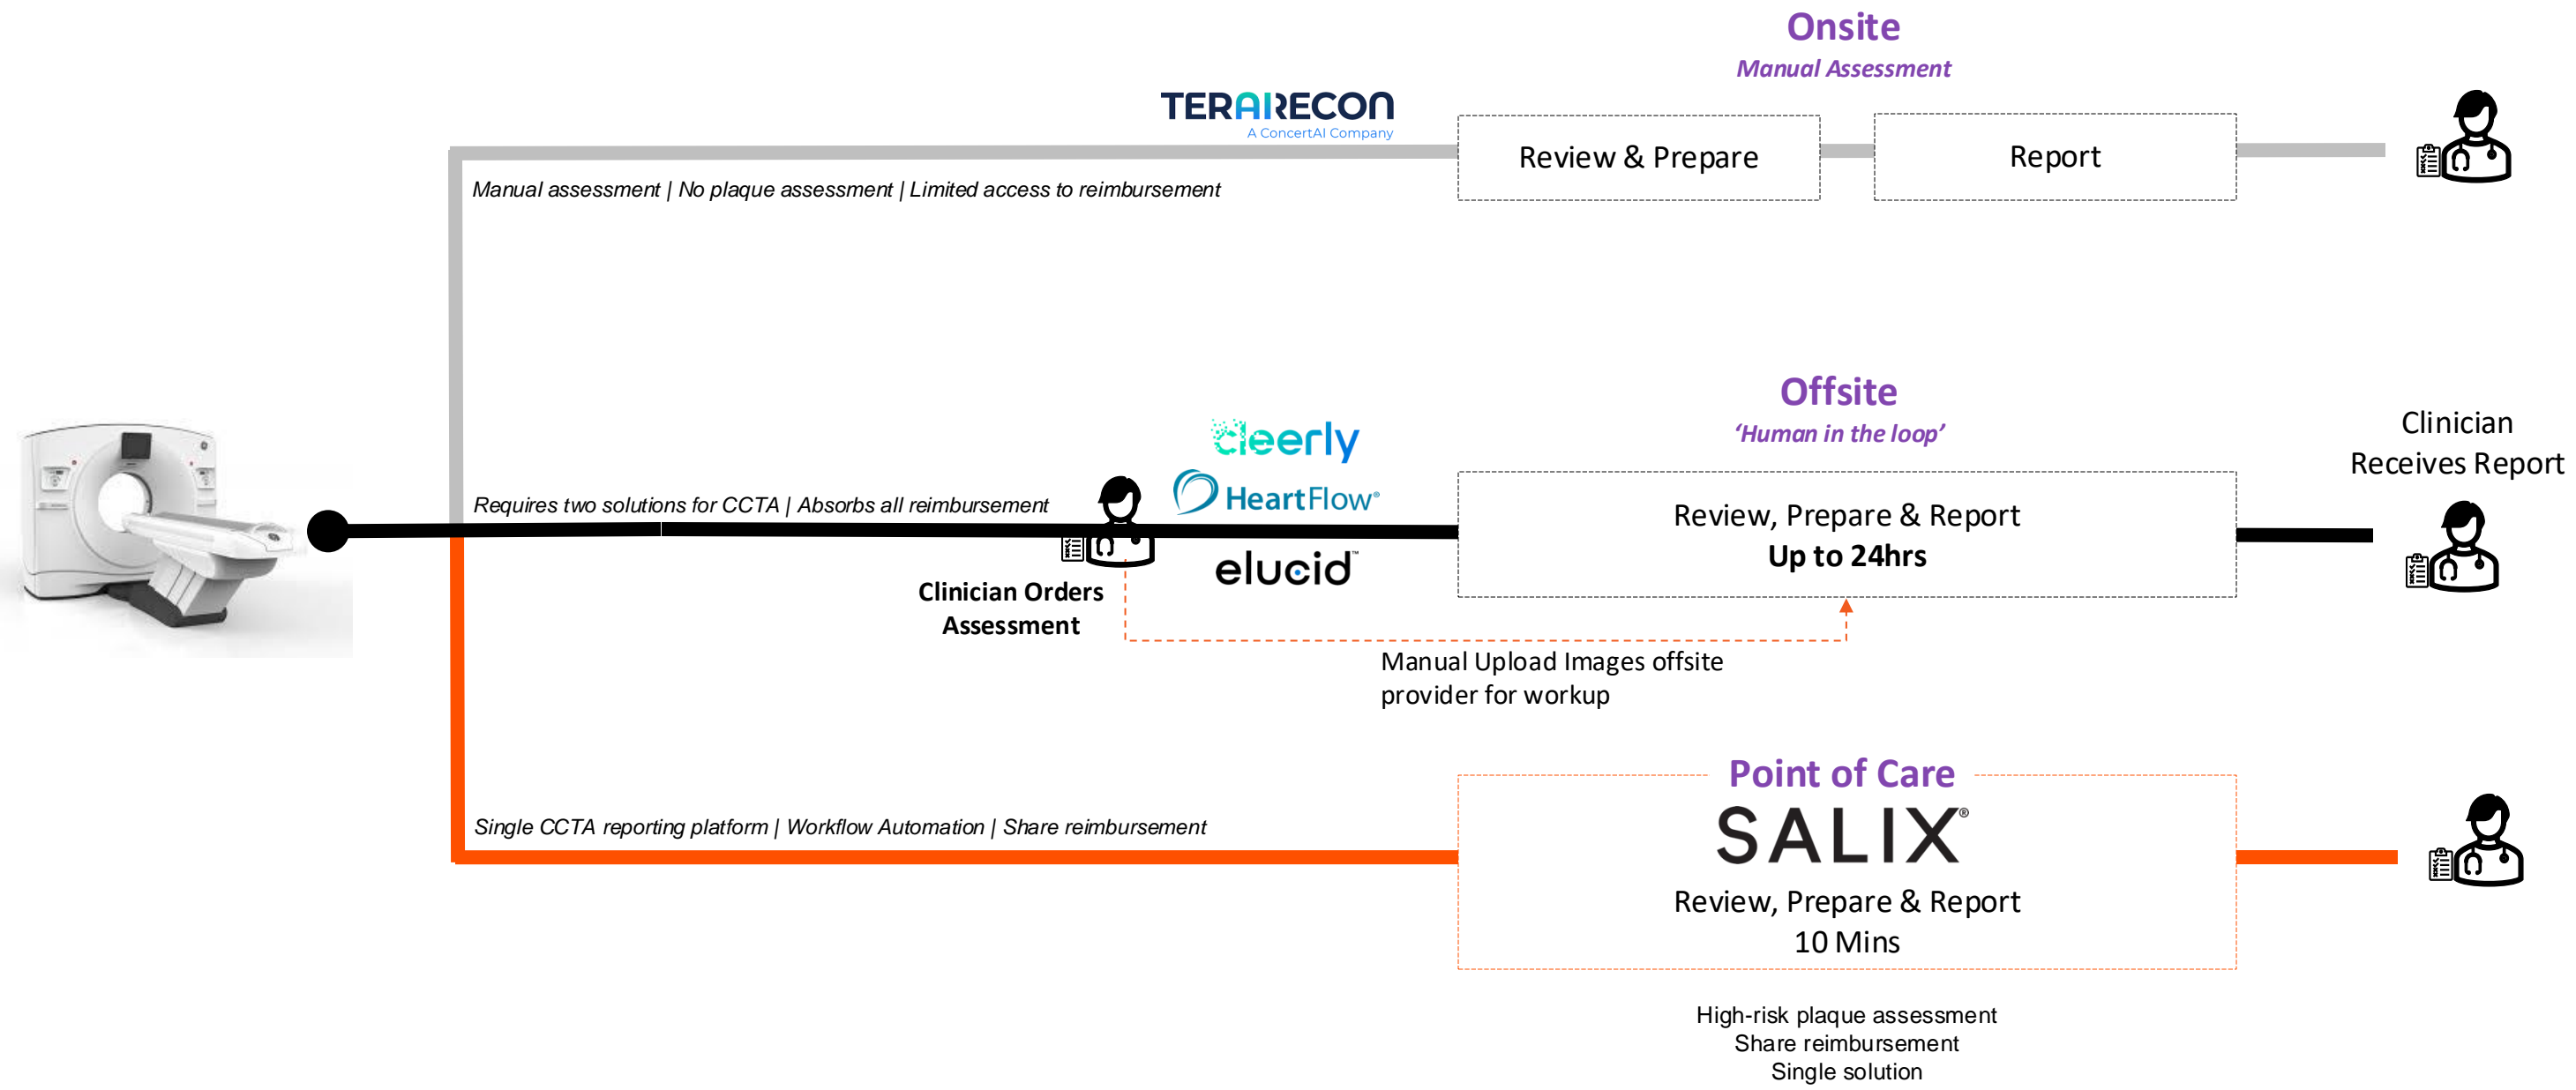 Onsite
Manual Assessment
TERARECON
A ConcertAI Company
Review & Prepare
Report
Manual assessment | No plaque assessment | Limited access to reimbursement
Offsite
‘Human in the loop’
cleerly
HeartFlow®
elucid™
Requires two solutions for CCTA | Absorbs all reimbursement
Clinician Orders
Assessment
Review, Prepare & Report
Up to 24hrs
Clinician
Receives Report
Manual Upload Images offsite
provider for workup
Point of Care
SALIX®
Single CCTA reporting platform | Workflow Automation | Share reimbursement
Review, Prepare & Report
10 Mins
High-risk plaque assessment
Share reimbursement
Single solution